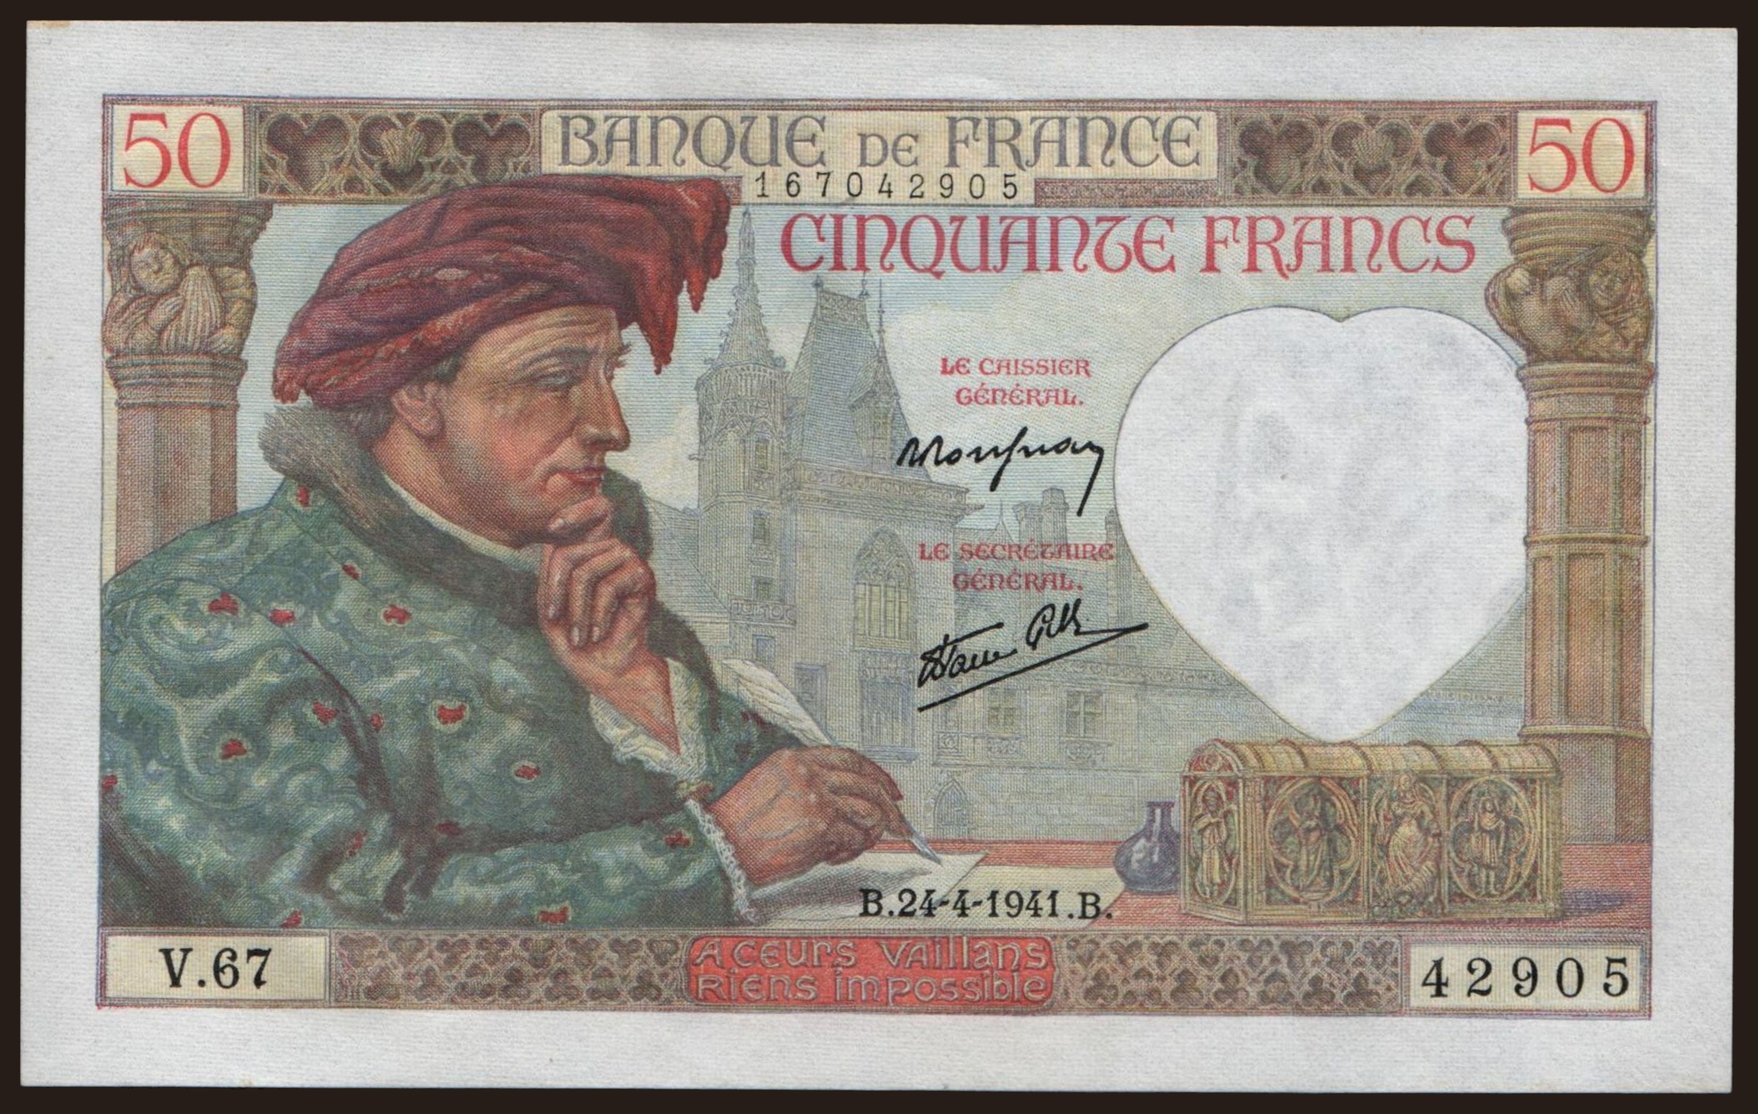 50
BANQUE DE FRANCE
50
167042905
CINQUANTE FRANCS
LE CAISSIER
GÉNÉRAL.
LE SECRÉTAIRE
GÉNÉRAL.
B.24-4-1941.B.
V.67
A CEURS VAILLANS
RIENS IMPOSSIBLE
42905